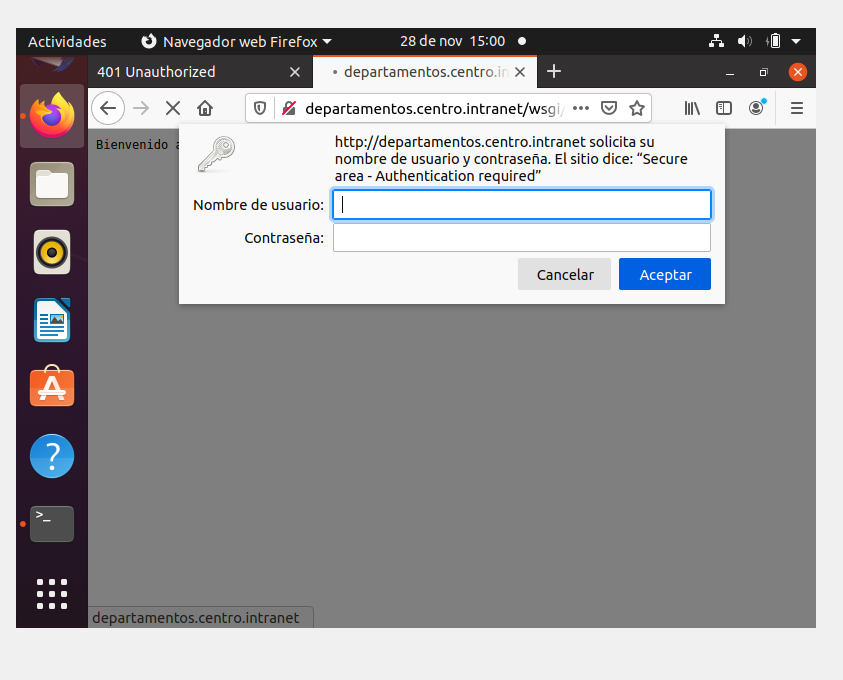 Actividades
Navegador web Firefox
28 de nov 15:00
401 Unauthorized
departamentos.centro.in
departamentos.centro.intranet/wsgi/
Bienvenido a
http://departamentos.centro.intranet solicita su
nombre de usuario y contraseña. El sitio dice: “Secure
area - Authentication required”
Nombre de usuario:
Contraseña:
Cancelar
Aceptar
>_
departamentos.centro.intranet